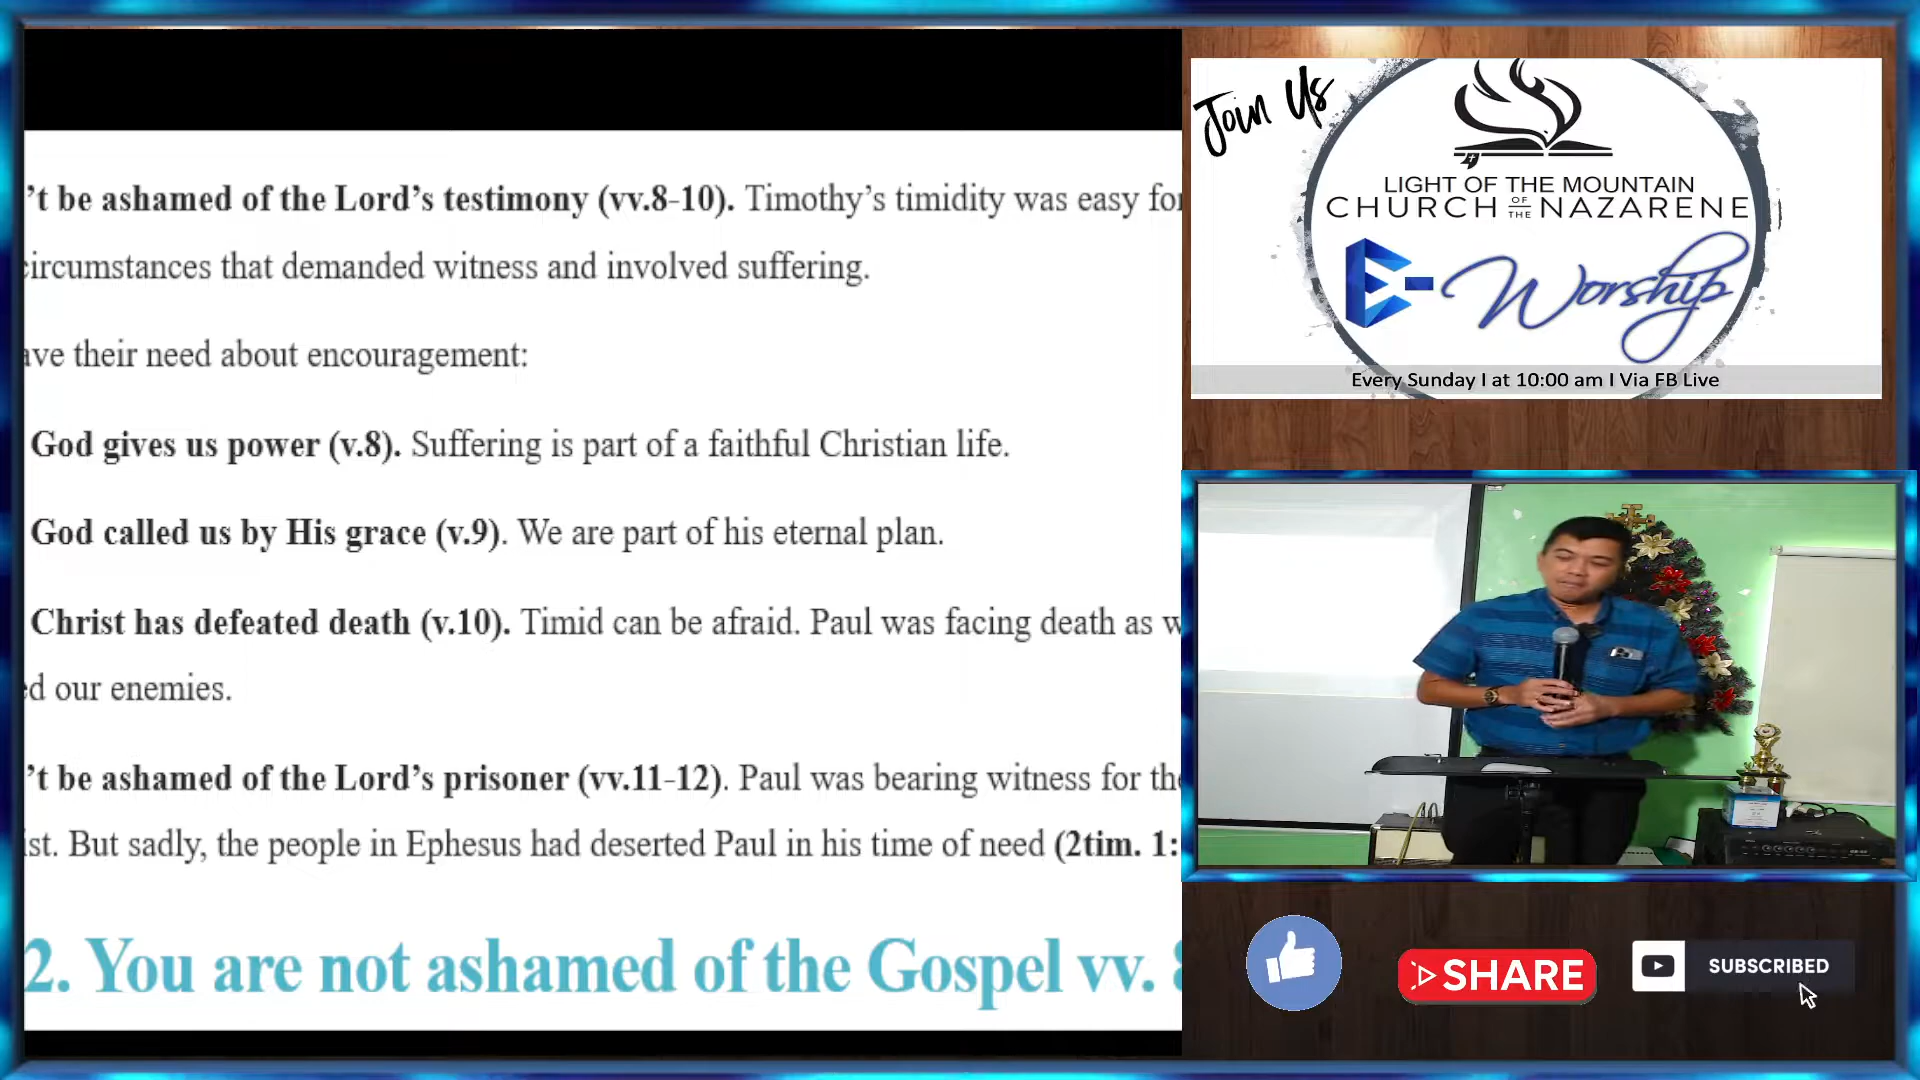 't be ashamed of the Lord's testimony (vv.8-10). Timothy's timidity was easy for
circumstances that demanded witness and involved suffering.
ave their need about encouragement:
God gives us power (v.8). Suffering is part of a faithful Christian life.
God called us by His grace (v.9). We are part of his eternal plan.
Christ has defeated death (v.10). Timid can be afraid. Paul was facing death as w
ed our enemies.
't be ashamed of the Lord's prisoner (vv.11-12). Paul was bearing witness for the
ist. But sadly, the people in Ephesus had deserted Paul in his time of need (2tim. 1:
2. You are not ashamed of the Gospel vv. 8
Join Us
LIGHT OF THE MOUNTAIN
CHURCH OF THE NAZARENE
E-Worship
Every Sunday I at 10:00 am I Via FB Live
SHARE
SUBSCRIBED